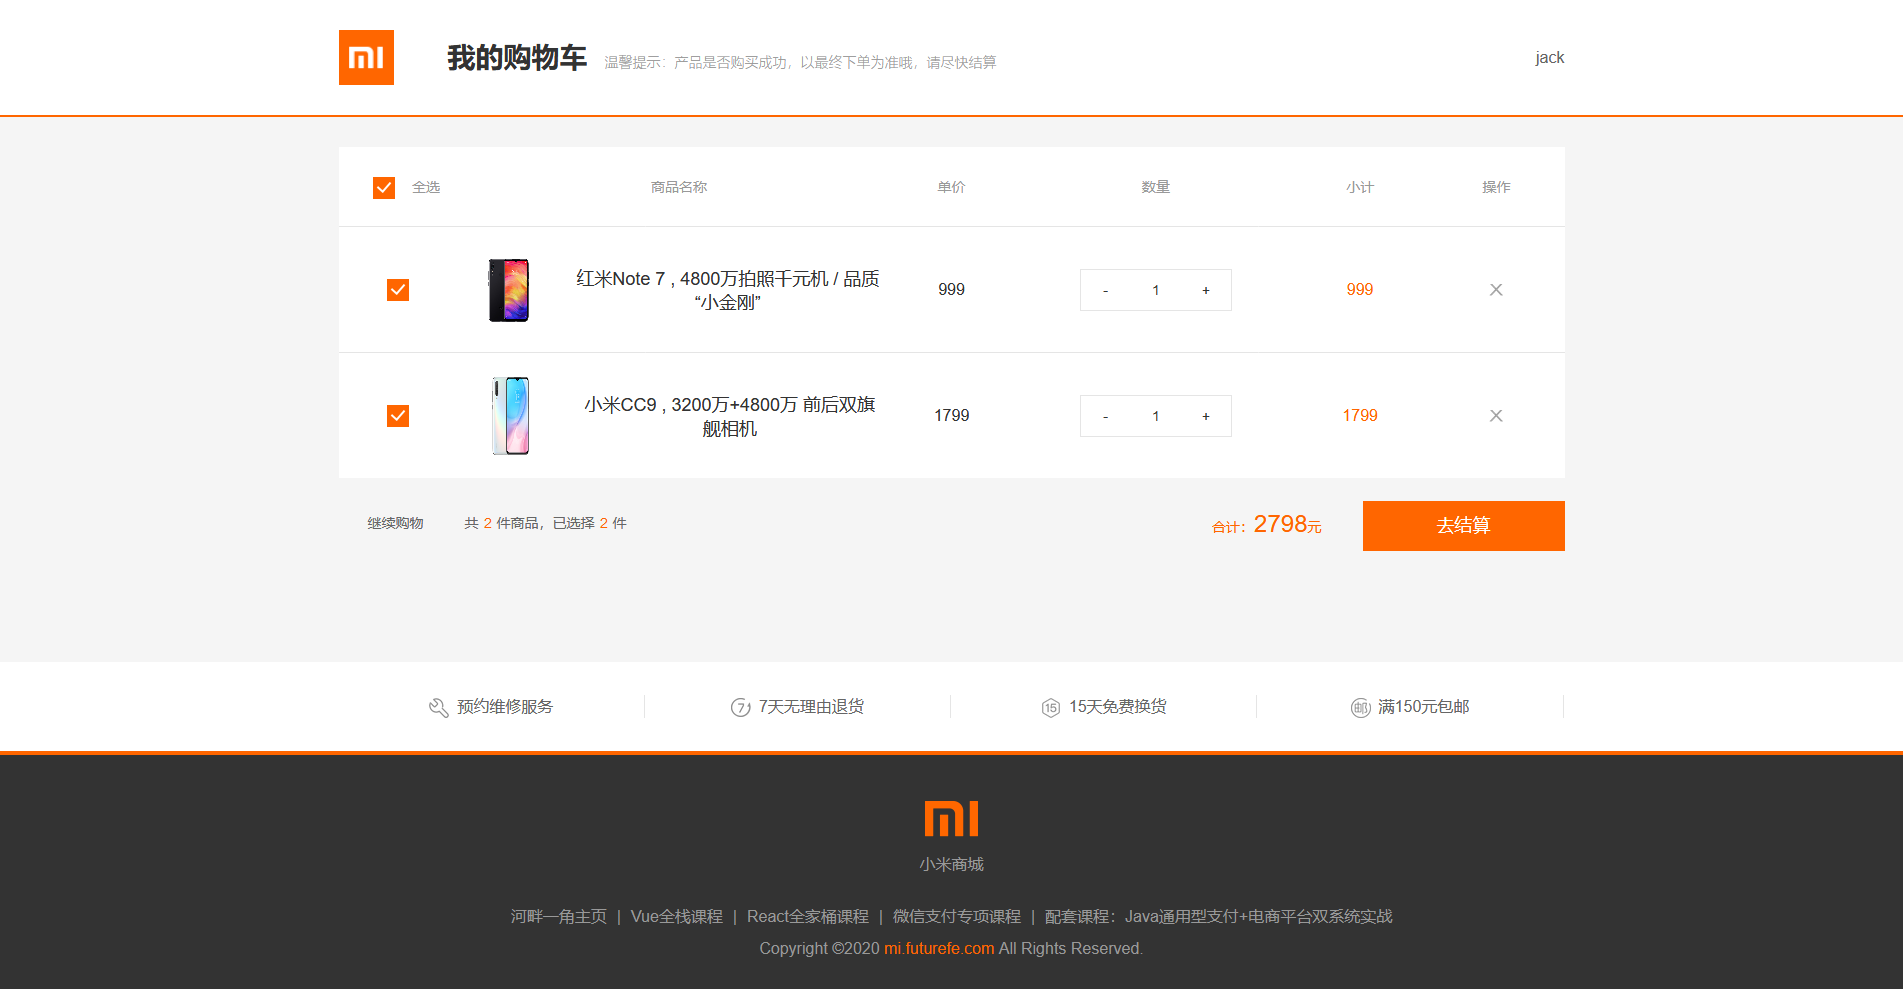 mi
我的购物车 温馨提示：产品是否购买成功，以最终下单为准哦，请尽快结算 jack
全选 商品名称 单价 数量 小计 操作
红米Note 7 , 4800万拍照千元机 / 品质
“小金刚”
999 - 1 + 999
小米CC9 , 3200万+4800万 前后双旗
舰相机
1799 - 1 + 1799
继续购物 共 2 件商品，已选择 2 件 合计：2798元 去结算
预约维修服务 7 7天无理由退货 15 15天免费换货 邮 满150元包邮
mi
小米商城
河畔一角主页 | Vue全栈课程 | React全家桶课程 | 微信支付专项课程 | 配套课程：Java通用型支付+电商平台双系统实战
Copyright ©2020 mi.futurefe.com All Rights Reserved.